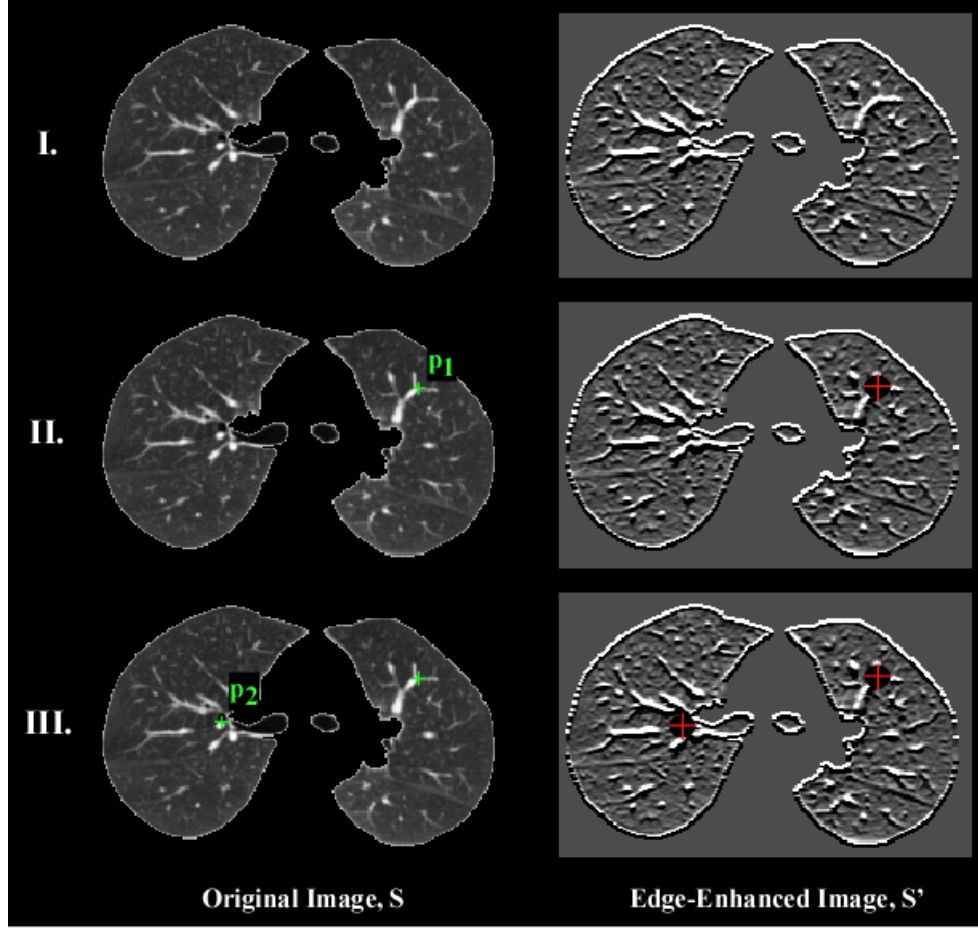 I.
II.
p1
III.
p2
Original Image, S
Edge-Enhanced Image, S’